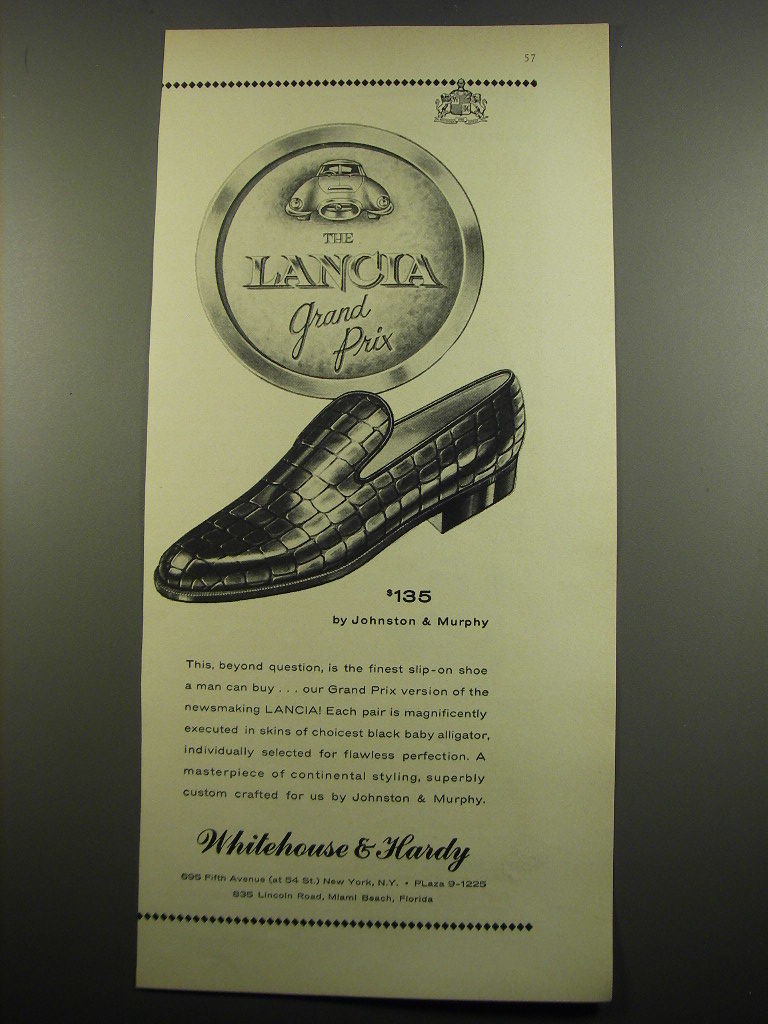 57
THE
LANCIA
grand
Prix
$135
by Johnston & Murphy
This, beyond question, is the finest slip-on shoe
a man can buy . . . our Grand Prix version of the
newsmaking LANCIA! Each pair is magnificently
executed in skins of choicest black baby alligator,
individually selected for flawless perfection. A
masterpiece of continental styling, superbly
custom crafted for us by Johnston & Murphy.
Whitehouse & Hardy
695 Fifth Avenue (at 54 St.) New York, N.Y. • PLaza 9-1225
835 Lincoln Road, Miami Beach, Florida